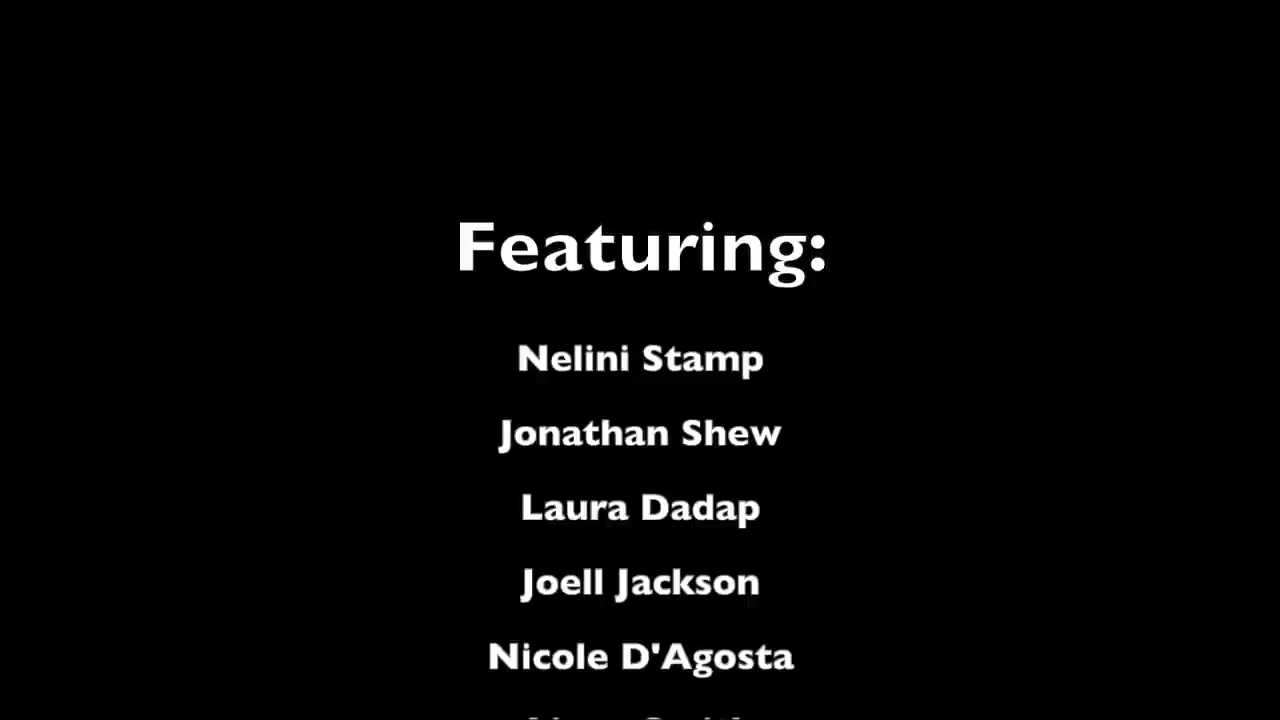 Featuring:
Nelini Stamp
Jonathan Shew
Laura Dadap
Joell Jackson
Nicole D'Agosta